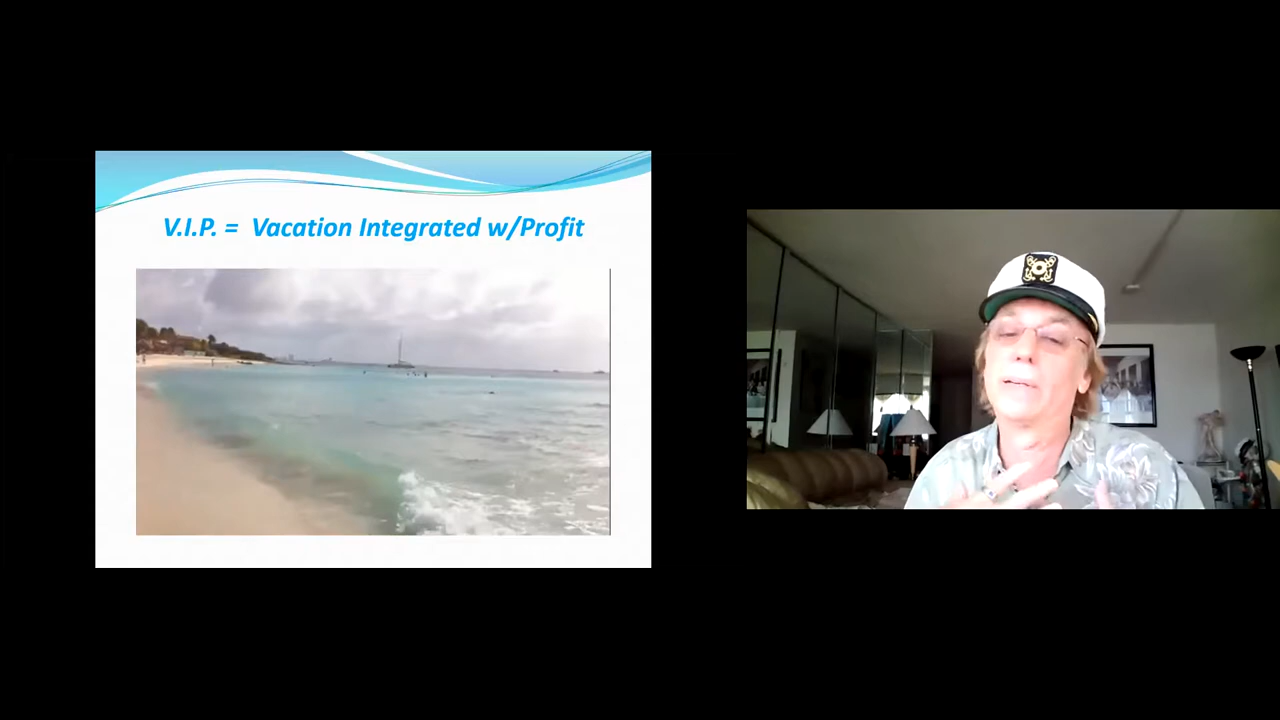 V.I.P. = Vacation Integrated w/Profit